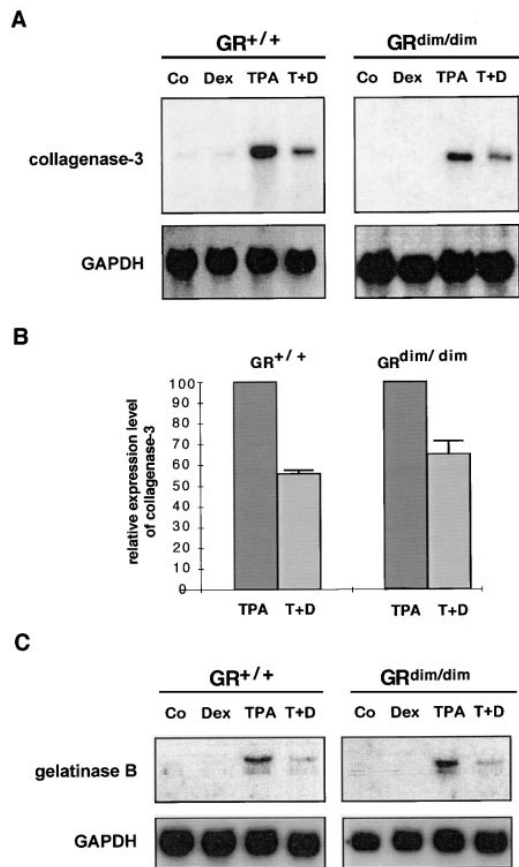 A
GR+/+ GRdim/dim
Co Dex TPA T+D Co Dex TPA T+D
collagenase-3
GAPDH
B
GR+/+ GRdim/dim
relative expression level
of collagenase-3
100
90
80
70
60
50
40
30
20
10
0
TPA T+D TPA T+D
C
GR+/+ GRdim/dim
Co Dex TPA T+D Co Dex TPA T+D
gelatinase B
GAPDH